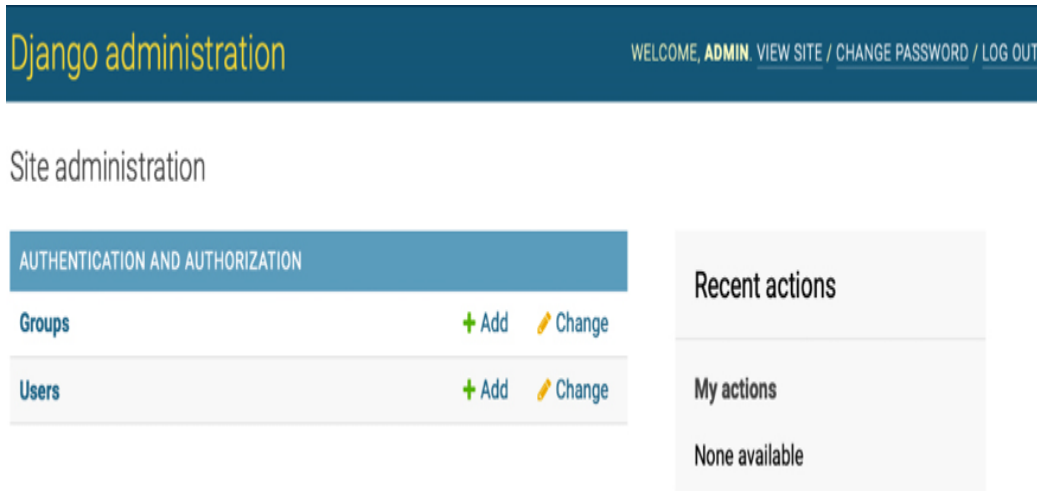 Django administration
WELCOME, ADMIN. VIEW SITE / CHANGE PASSWORD / LOG OUT
Site administration
AUTHENTICATION AND AUTHORIZATION
Groups + Add Change
Users + Add Change
Recent actions
My actions
None available